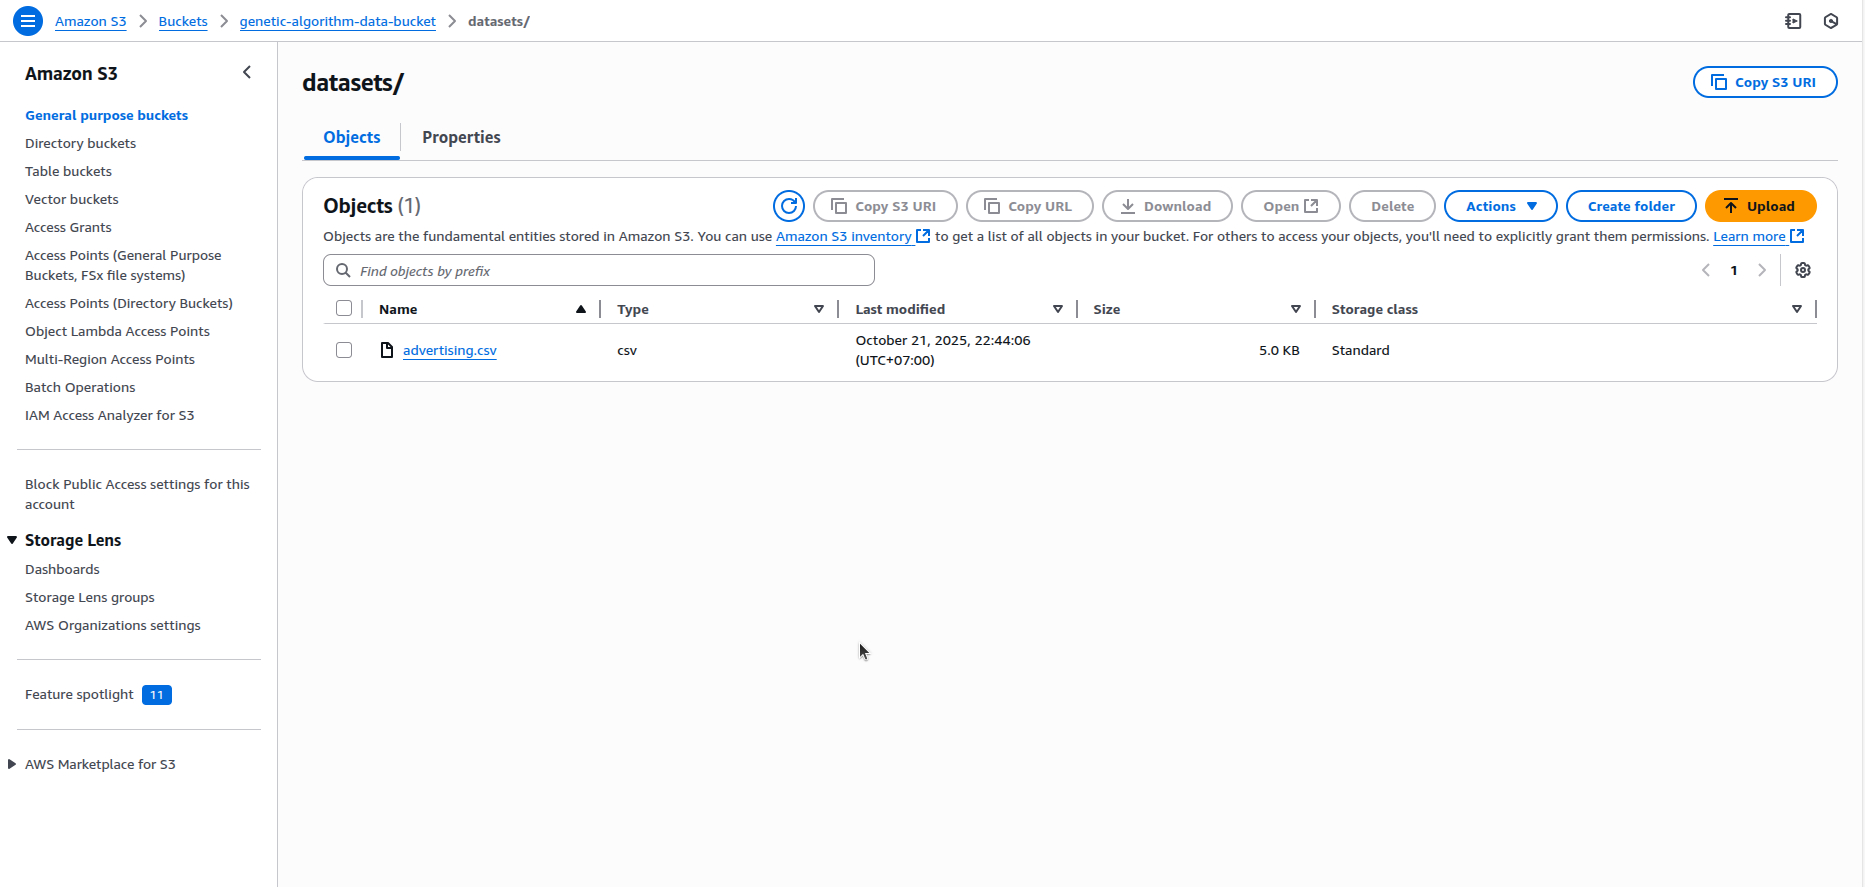 Amazon S3 > Buckets > genetic-algorithm-data-bucket > datasets/
Amazon S3
General purpose buckets
Directory buckets
Table buckets
Vector buckets
Access Grants
Access Points (General Purpose
Buckets, FSx file systems)
Access Points (Directory Buckets)
Object Lambda Access Points
Multi-Region Access Points
Batch Operations
IAM Access Analyzer for S3
Block Public Access settings for this
account
Storage Lens
Dashboards
Storage Lens groups
AWS Organizations settings
Feature spotlight 11
AWS Marketplace for S3
datasets/
Copy S3 URI
Objects Properties
Objects (1)
Copy S3 URI Copy URL Download Open Delete Actions Create folder Upload
Objects are the fundamental entities stored in Amazon S3. You can use Amazon S3 inventory to get a list of all objects in your bucket. For others to access your objects, you'll need to explicitly grant them permissions. Learn more
Find objects by prefix
1
Name Type Last modified Size Storage class
advertising.csv csv October 21, 2025, 22:44:06 (UTC+07:00) 5.0 KB Standard